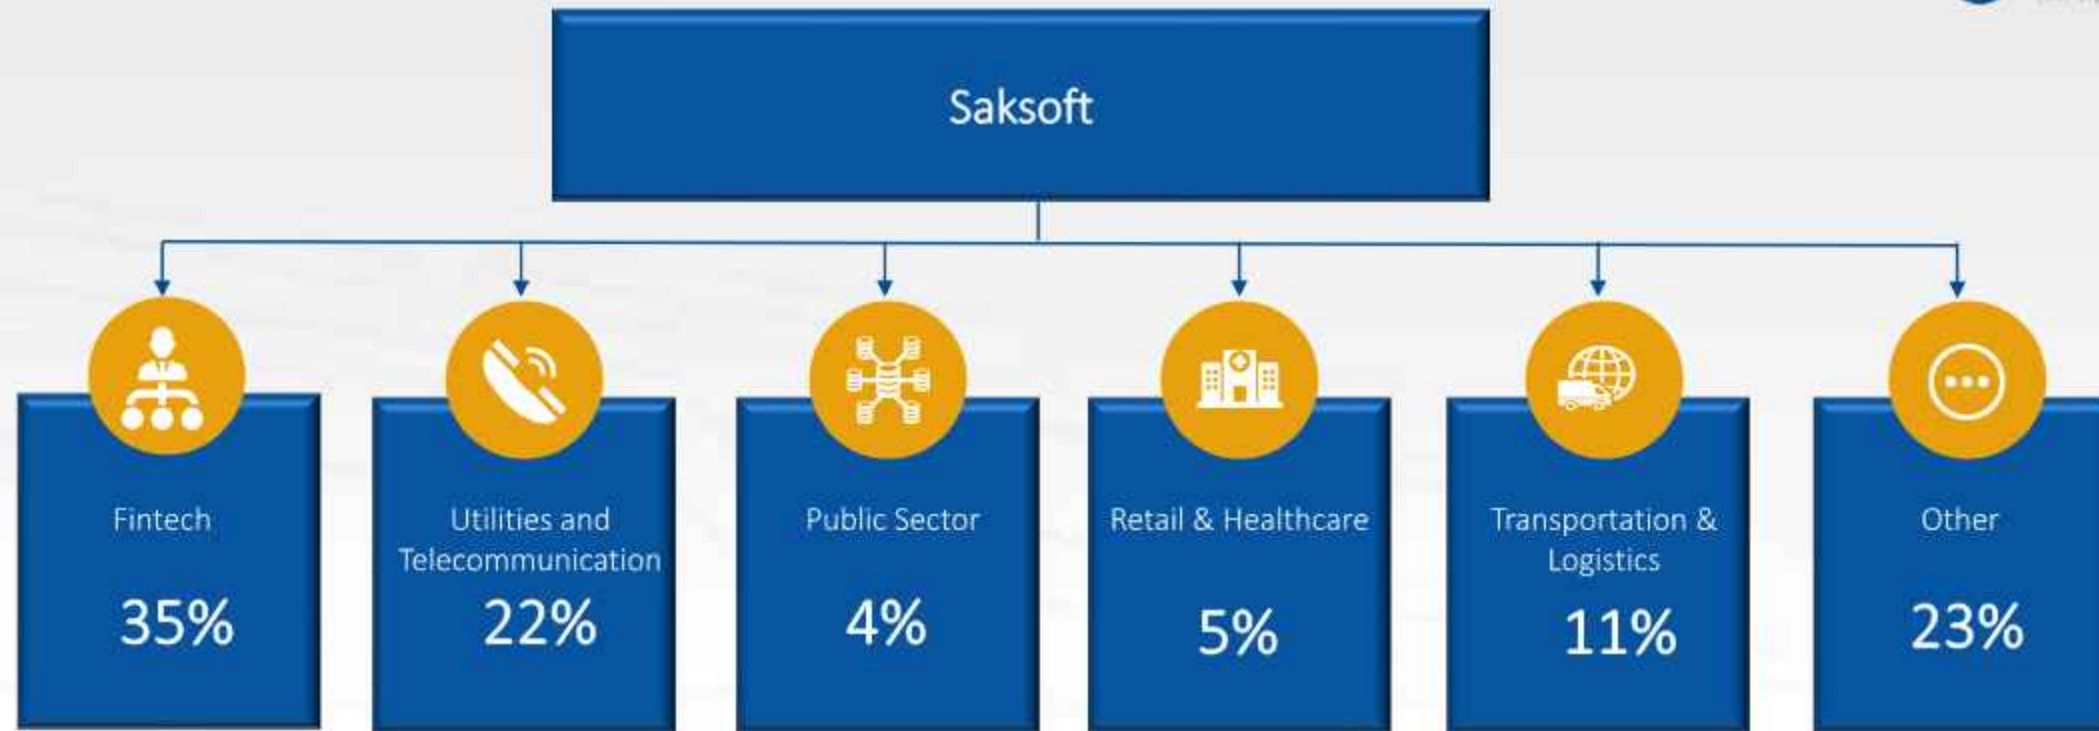 Saksoft
Fintech
35%
Utilities and
Telecommunication
22%
Public Sector
4%
Retail & Healthcare
5%
Transportation &
Logistics
11%
Other
23%